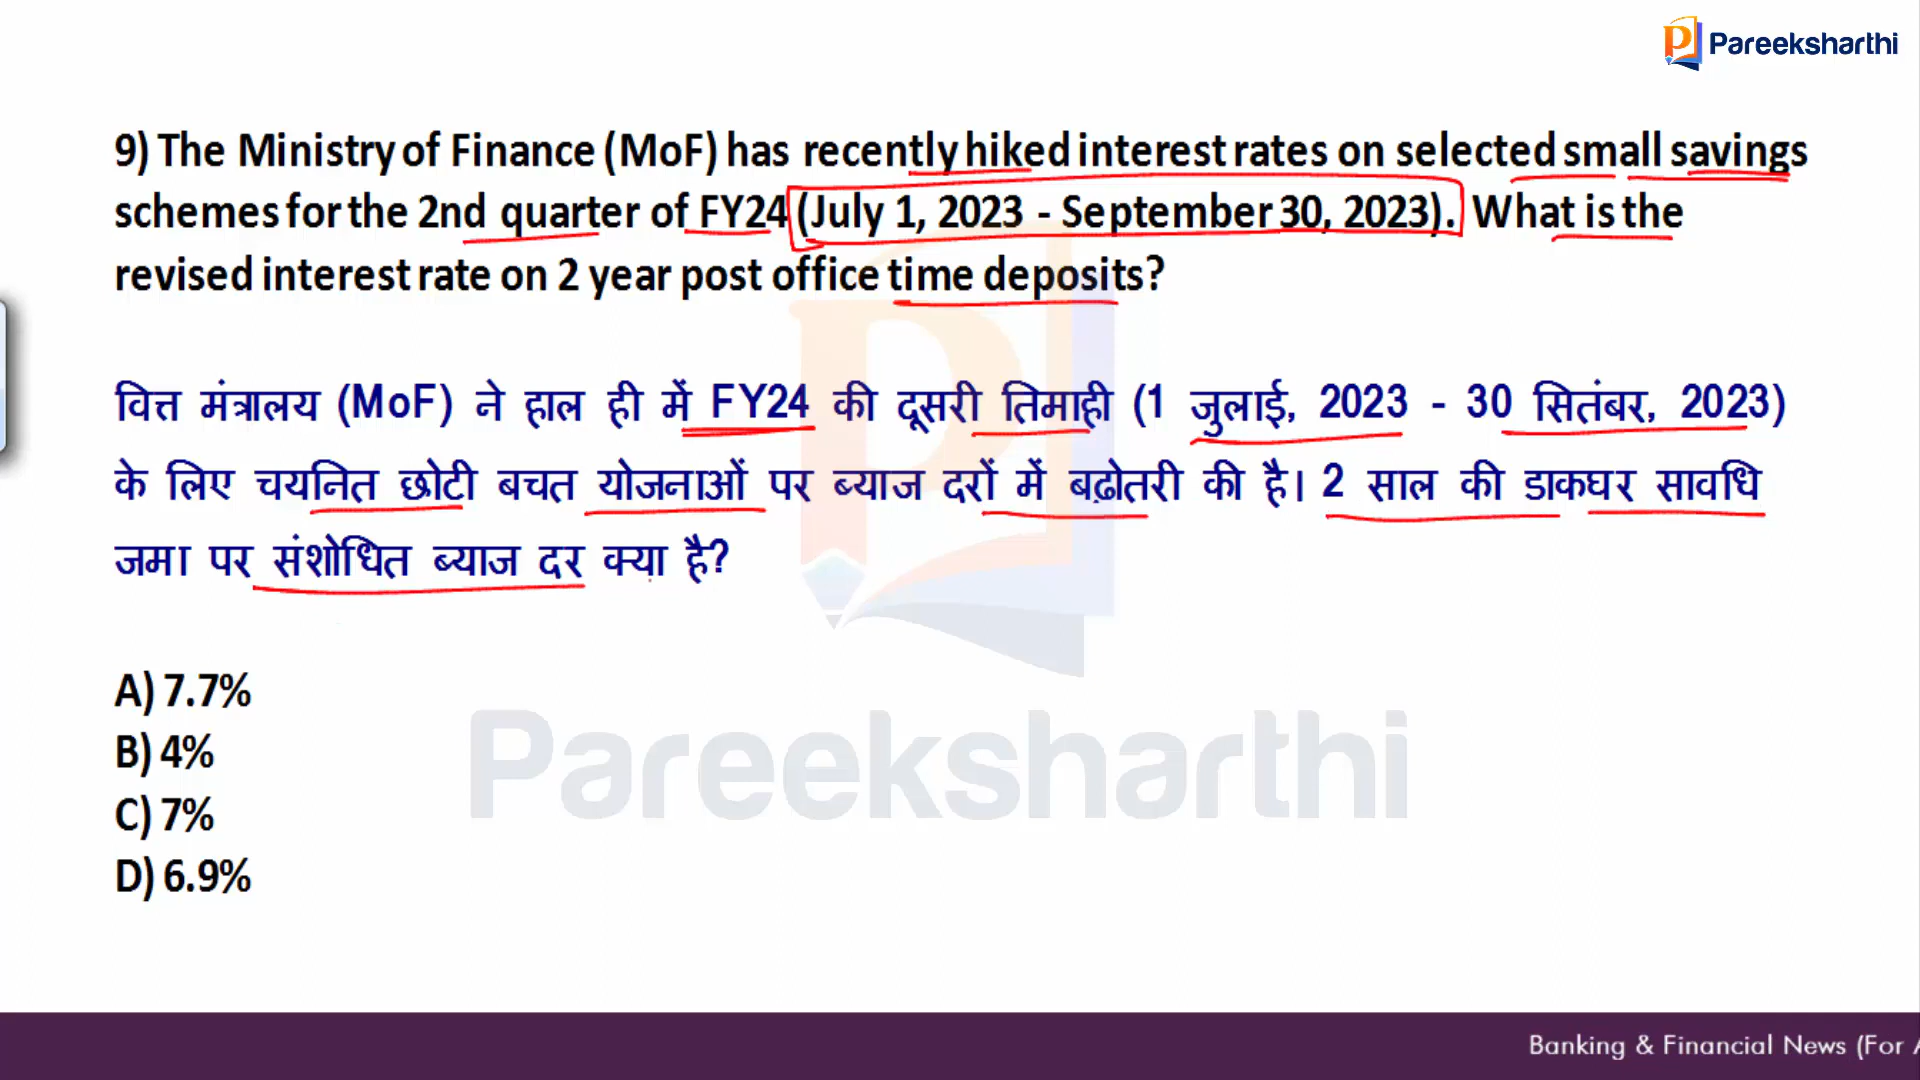 Pareeksharthi
9) The Ministry of Finance (MoF) has recently hiked interest rates on selected small savings
schemes for the 2nd quarter of FY24 (July 1, 2023 - September 30, 2023). What is the
revised interest rate on 2 year post office time deposits?
वित्त मंत्रालय (MoF) ने हाल ही में FY24 की दूसरी तिमाही (1 जुलाई, 2023 - 30 सितंबर, 2023)
के लिए चयनित छोटी बचत योजनाओं पर ब्याज दरों में बढ़ोतरी की है। 2 साल की डाकघर सावधि
जमा पर संशोधित ब्याज दर क्या है?
A) 7.7%
B) 4%
C) 7%
D) 6.9%
Pareeksharthi
Banking & Financial News (For A